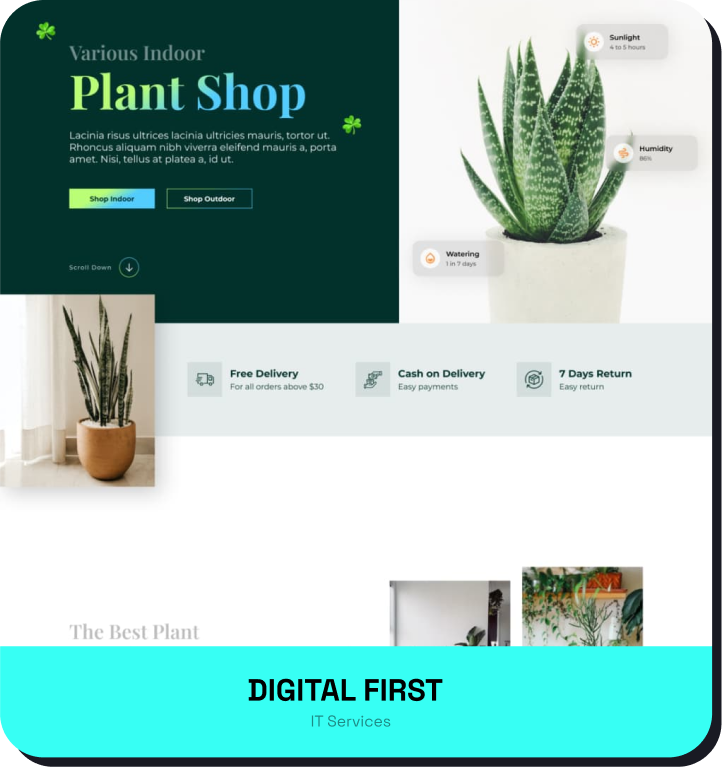 Various Indoor
Plant Shop
Lacinia risus ultrices lacinia ultricies mauris, tortor ut.
Rhoncus aliquam nibh viverra eleifend mauris a, porta
amet. Nisi, tellus at platea a, id ut.
Shop Indoor
Shop Outdoor
Scroll Down
Sunlight
4 to 5 hours
Humidity
86%
Watering
1 in 7 days
Free Delivery
For all orders above $30
Cash on Delivery
Easy payments
7 Days Return
Easy return
The Best Plant
DIGITAL FIRST
IT Services